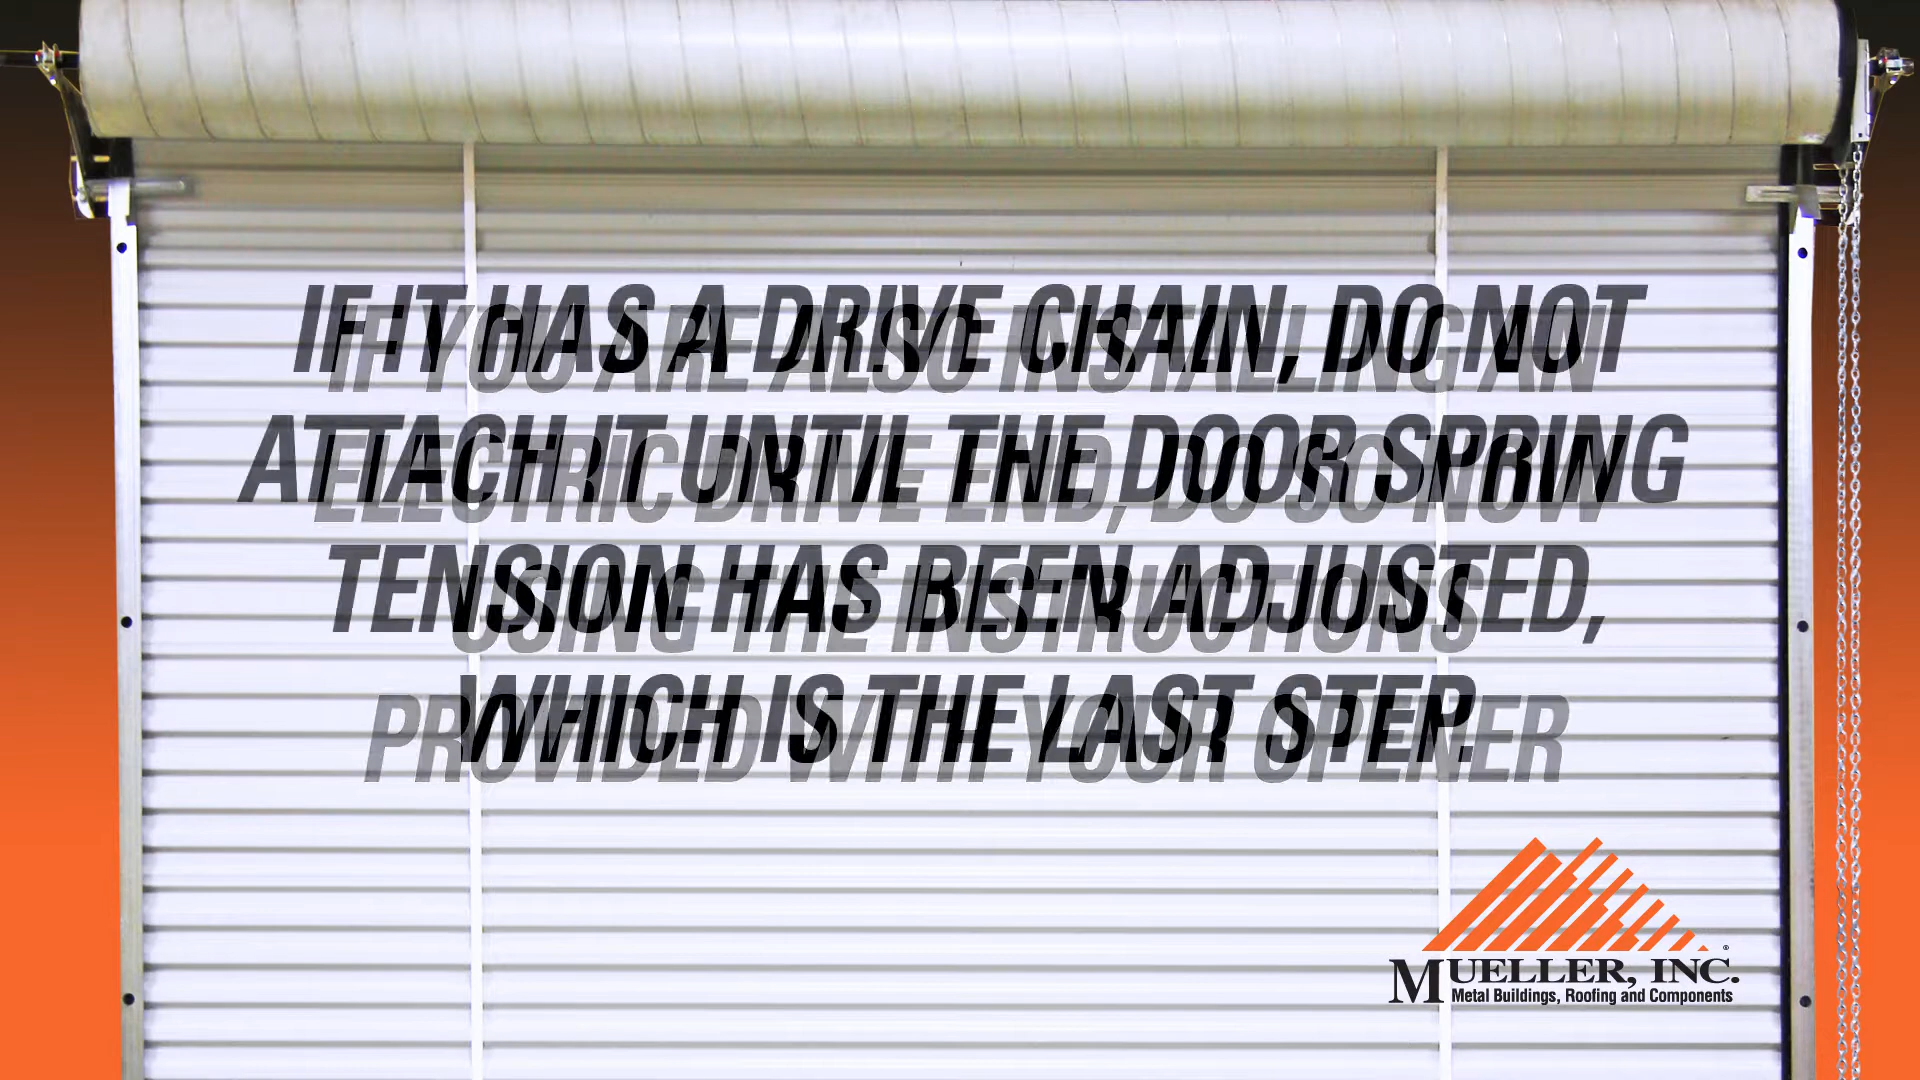 IF IT HAS A DRIVE CHAIN, DO NOT
ATTACH IT UNTIL THE DOOR SPRING
TENSION HAS BEEN ADJUSTED,
WHICH IS THE LAST STEP.
IF YOU ARE ALSO INSTALLING AN
ELECTRIC DRIVE END, DO SO NOW
USING THE INSTRUCTIONS
PROVIDED WITH YOUR OPENER
MUELLER, INC.®
Metal Buildings, Roofing and Components